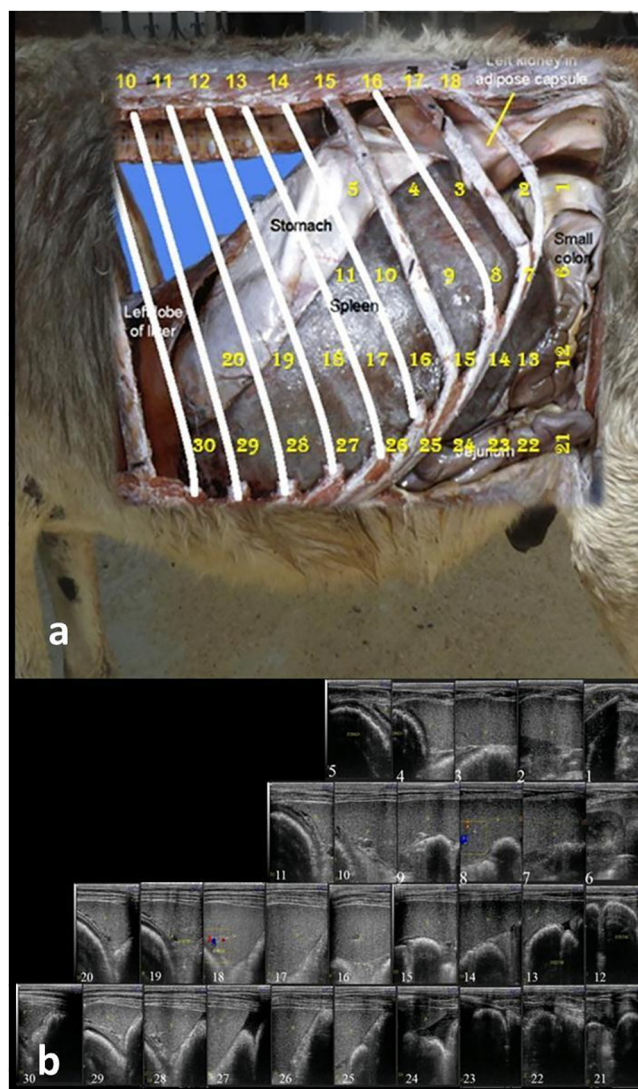 10 11 12 13 14 15 16 17 18
Left kidney in
adipose capsule
5 4 3 2 1
Stomach
Small
colon
11 10 9 8 7 6
Spleen
Left lobe
of liver
20 19 18 17 16 15 14 13 12
30 29 28 27 26 25 24 23 22 21
Jejunum
a
5 4 3 2 1
11 10 9 8 7 6
20 19 18 17 16 15 14 13 12
30 29 28 27 26 25 24 23 22 21
b